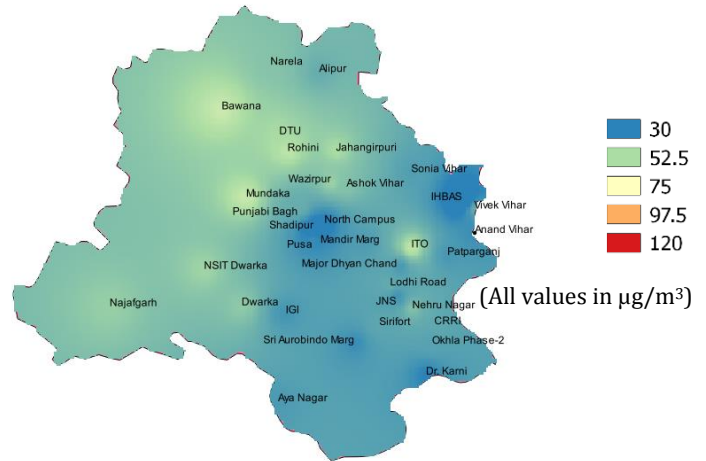 Narela
Alipur
Bawana
DTU
Rohini
Jahangirpuri
Sonia Vihar
Wazirpur
Ashok Vihar
Mundaka
IHBAS
Vivek Vihar
Punjabi Bagh
North Campus
Shadipur
Anand Vihar
Pusa
Mandir Marg
ITO
Patparganj
NSIT Dwarka
Major Dhyan Chand
Lodhi Road
Najafgarh
Dwarka
IGI
JNS
Nehru Nagar
Sirifort
CRRI
Sri Aurobindo Marg
Okhla Phase-2
Dr. Karni
Aya Nagar
30
52.5
75
97.5
120
(All values in µg/m³)